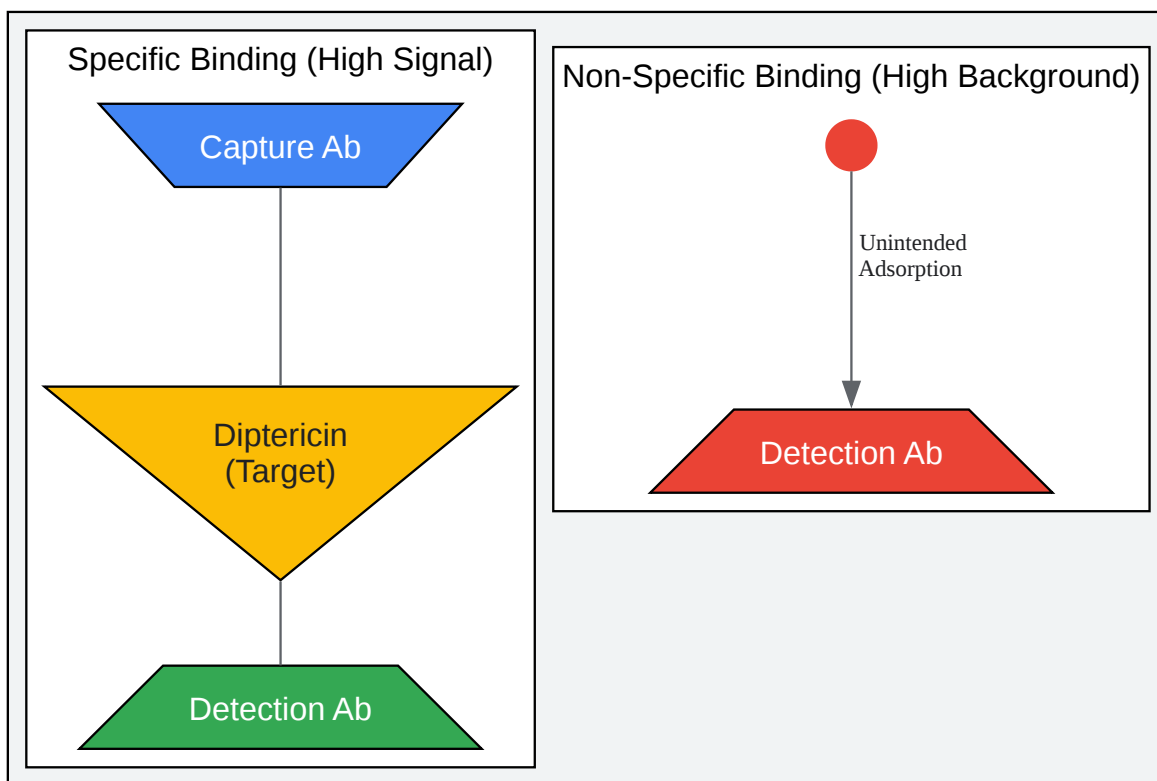 Specific Binding (High Signal)
Capture Ab
Diptericin
(Target)
Detection Ab
Non-Specific Binding (High Background)
Unintended
Adsorption
Detection Ab